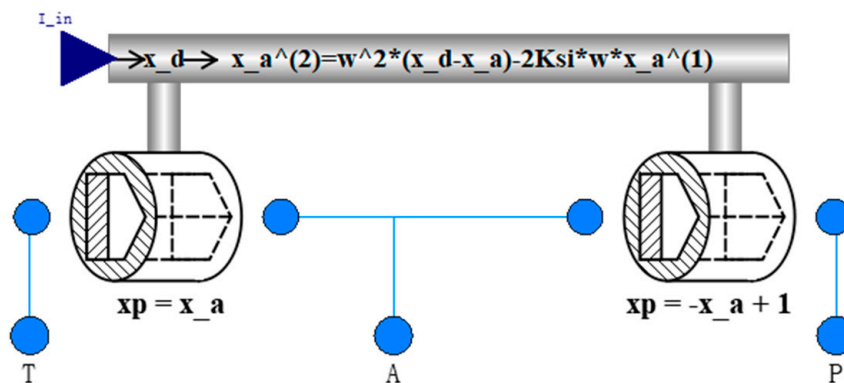 I_in
x_d x_a^(2)=w^2*(x_d-x_a)-2Ksi*w*x_a^(1)
xp = x_a
xp = -x_a + 1
T
A
P